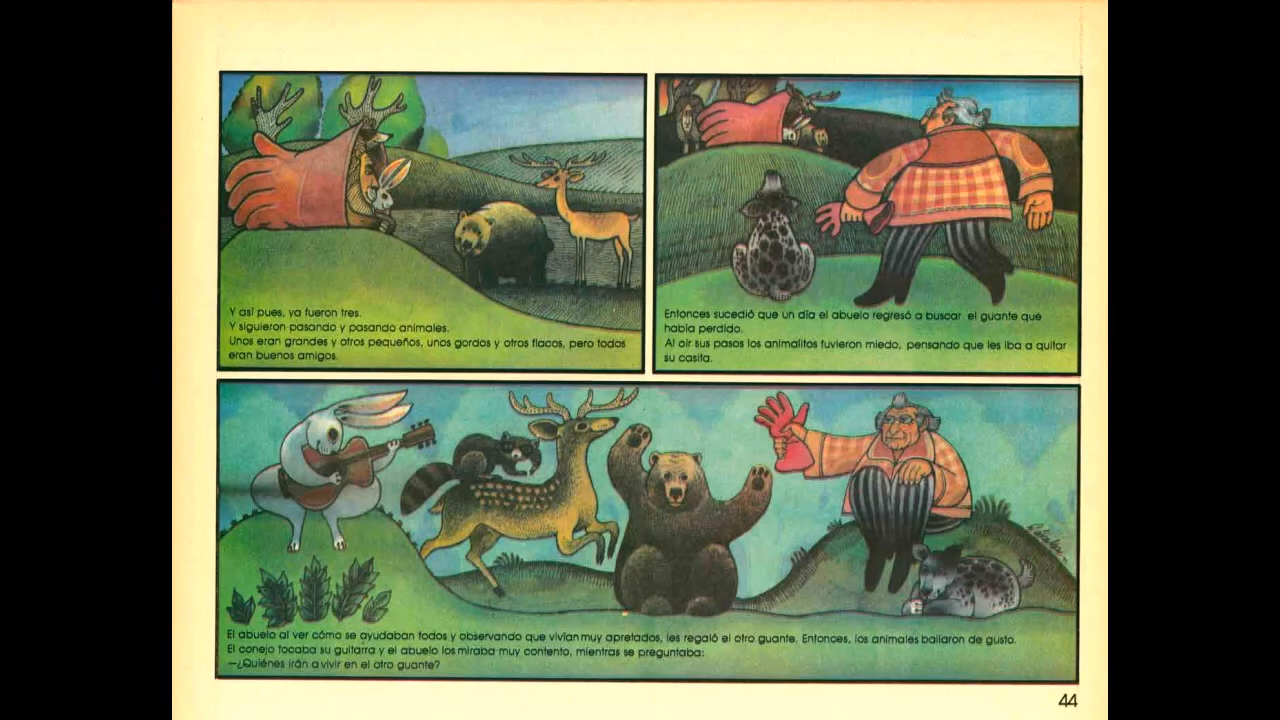 Y así pues, ya fueron tres.
Y siguieron pasando y pasando animales.
Unos eran grandes y otros pequeños, unos gordos y otros flacos, pero todos
eran buenos amigos.
Entonces sucedió que un día el abuelo regresó a buscar el guante que
había perdido.
Al oir sus pasos los animalitos tuvieron miedo, pensando que les iba a quitar
su casita.
El abuelo al ver cómo se ayudaban todos y observando que vivían muy apretados, les regaló el otro guante. Entonces, los animales bailaron de gusto.
El conejo tocaba su guitarra y el abuelo los miraba muy contento, mientras se preguntaba:
—¿Quiénes irán a vivir en el otro guante?
44